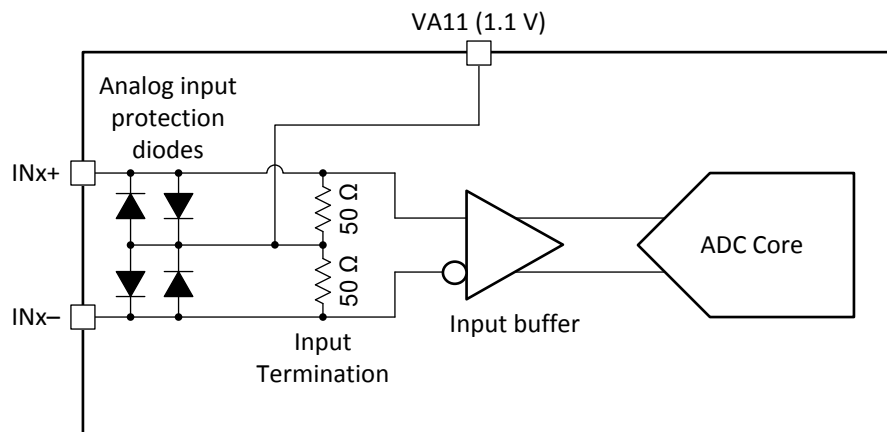 VA11 (1.1 V)
Analog input
protection
diodes
INx+
50 Ω
50 Ω
ADC Core
INx–
Input
Termination
Input buffer